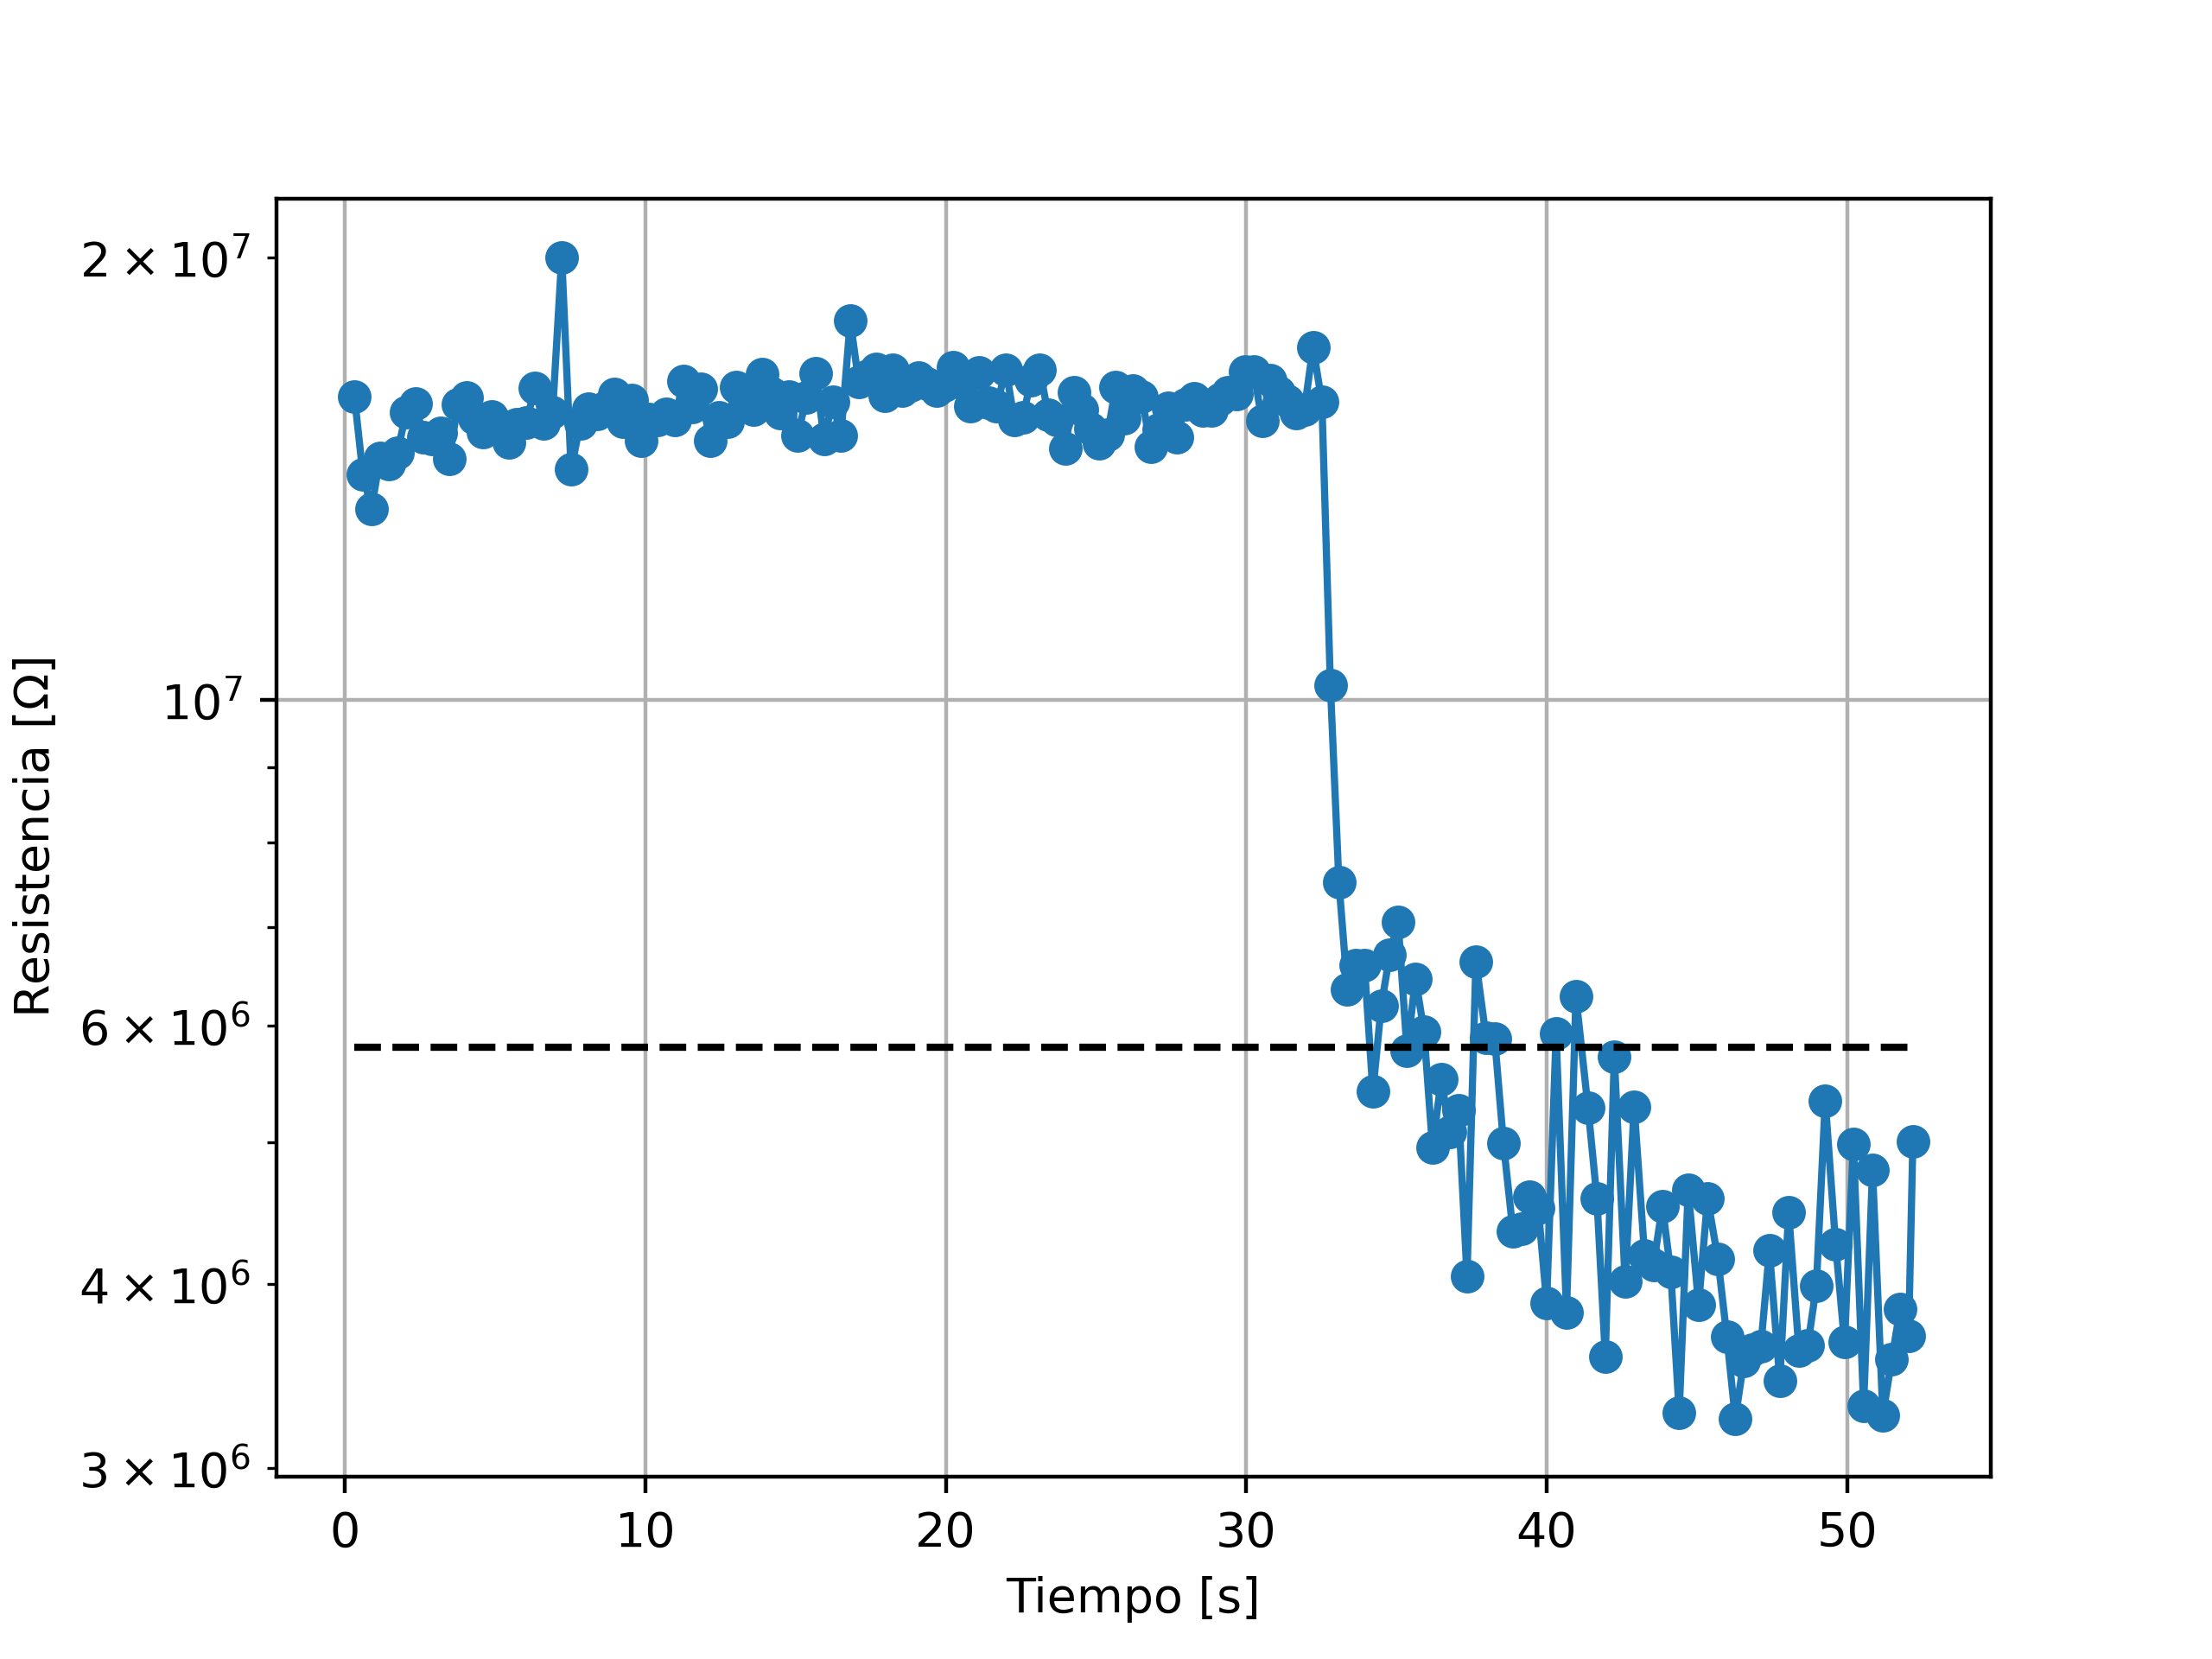 2 × 10⁷
10⁷
6 × 10⁶
4 × 10⁶
3 × 10⁶
Resistencia [Ω]
0 10 20 30 40 50
Tiempo [s]